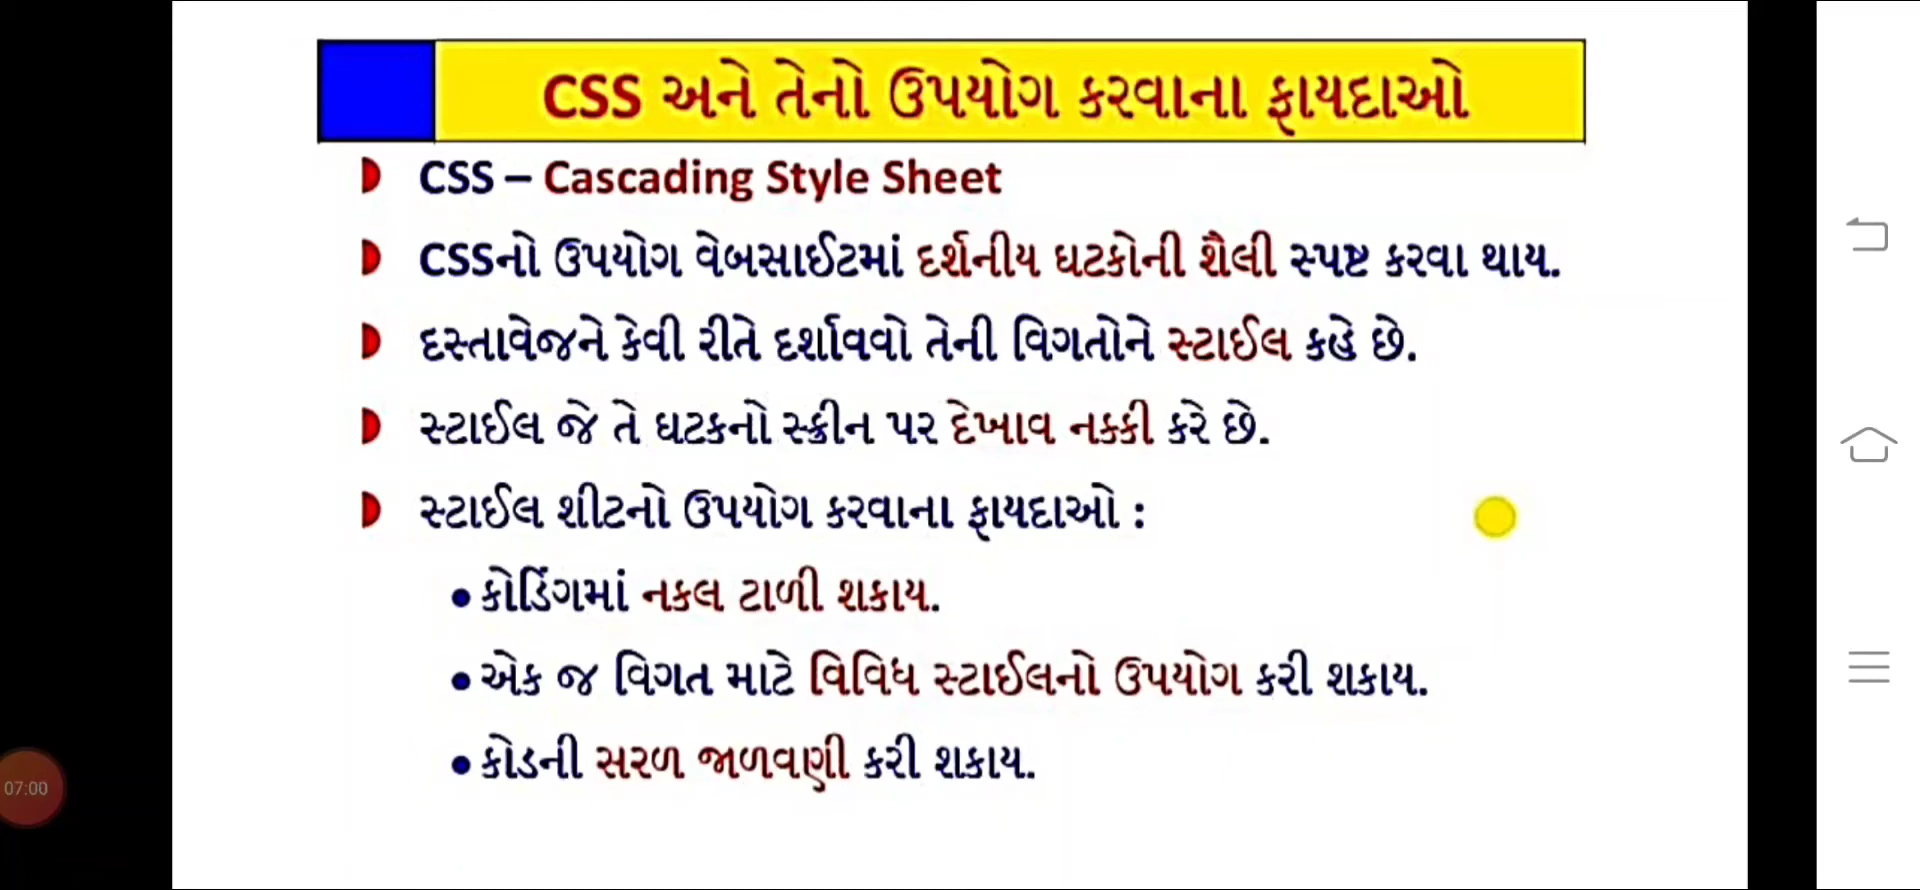 CSS અને તેનો ઉપયોગ કરવાના ફાયદાઓ
CSS – Cascading Style Sheet
CSSનો ઉપયોગ વેબસાઈટમાં દર્શનીય ઘટકોની શૈલી સ્પષ્ટ કરવા થાય.
દસ્તાવેજને કેવી રીતે દર્શાવવો તેની વિગતોને સ્ટાઈલ કહે છે.
સ્ટાઈલ જે તે ઘટકનો સ્ક્રીન પર દેખાવ નક્કી કરે છે.
સ્ટાઈલ શીટનો ઉપયોગ કરવાના ફાયદાઓ :
• કોડિંગમાં નકલ ટાળી શકાય.
• એક જ વિગત માટે વિવિધ સ્ટાઈલનો ઉપયોગ કરી શકાય.
• કોડની સરળ જાળવણી કરી શકાય.
07:00